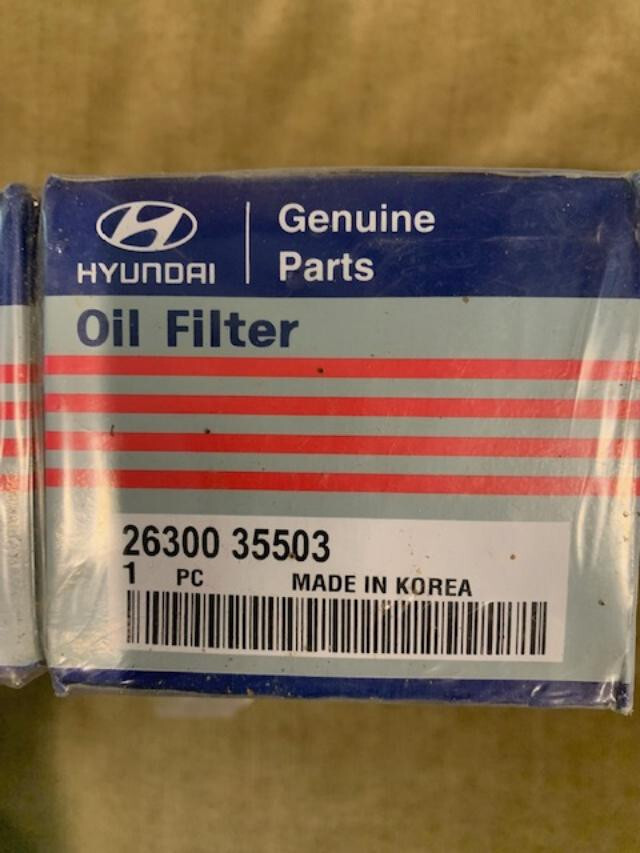 HYUNDAI
Genuine
Parts
Oil Filter
26300 35503
1 PC MADE IN KOREA